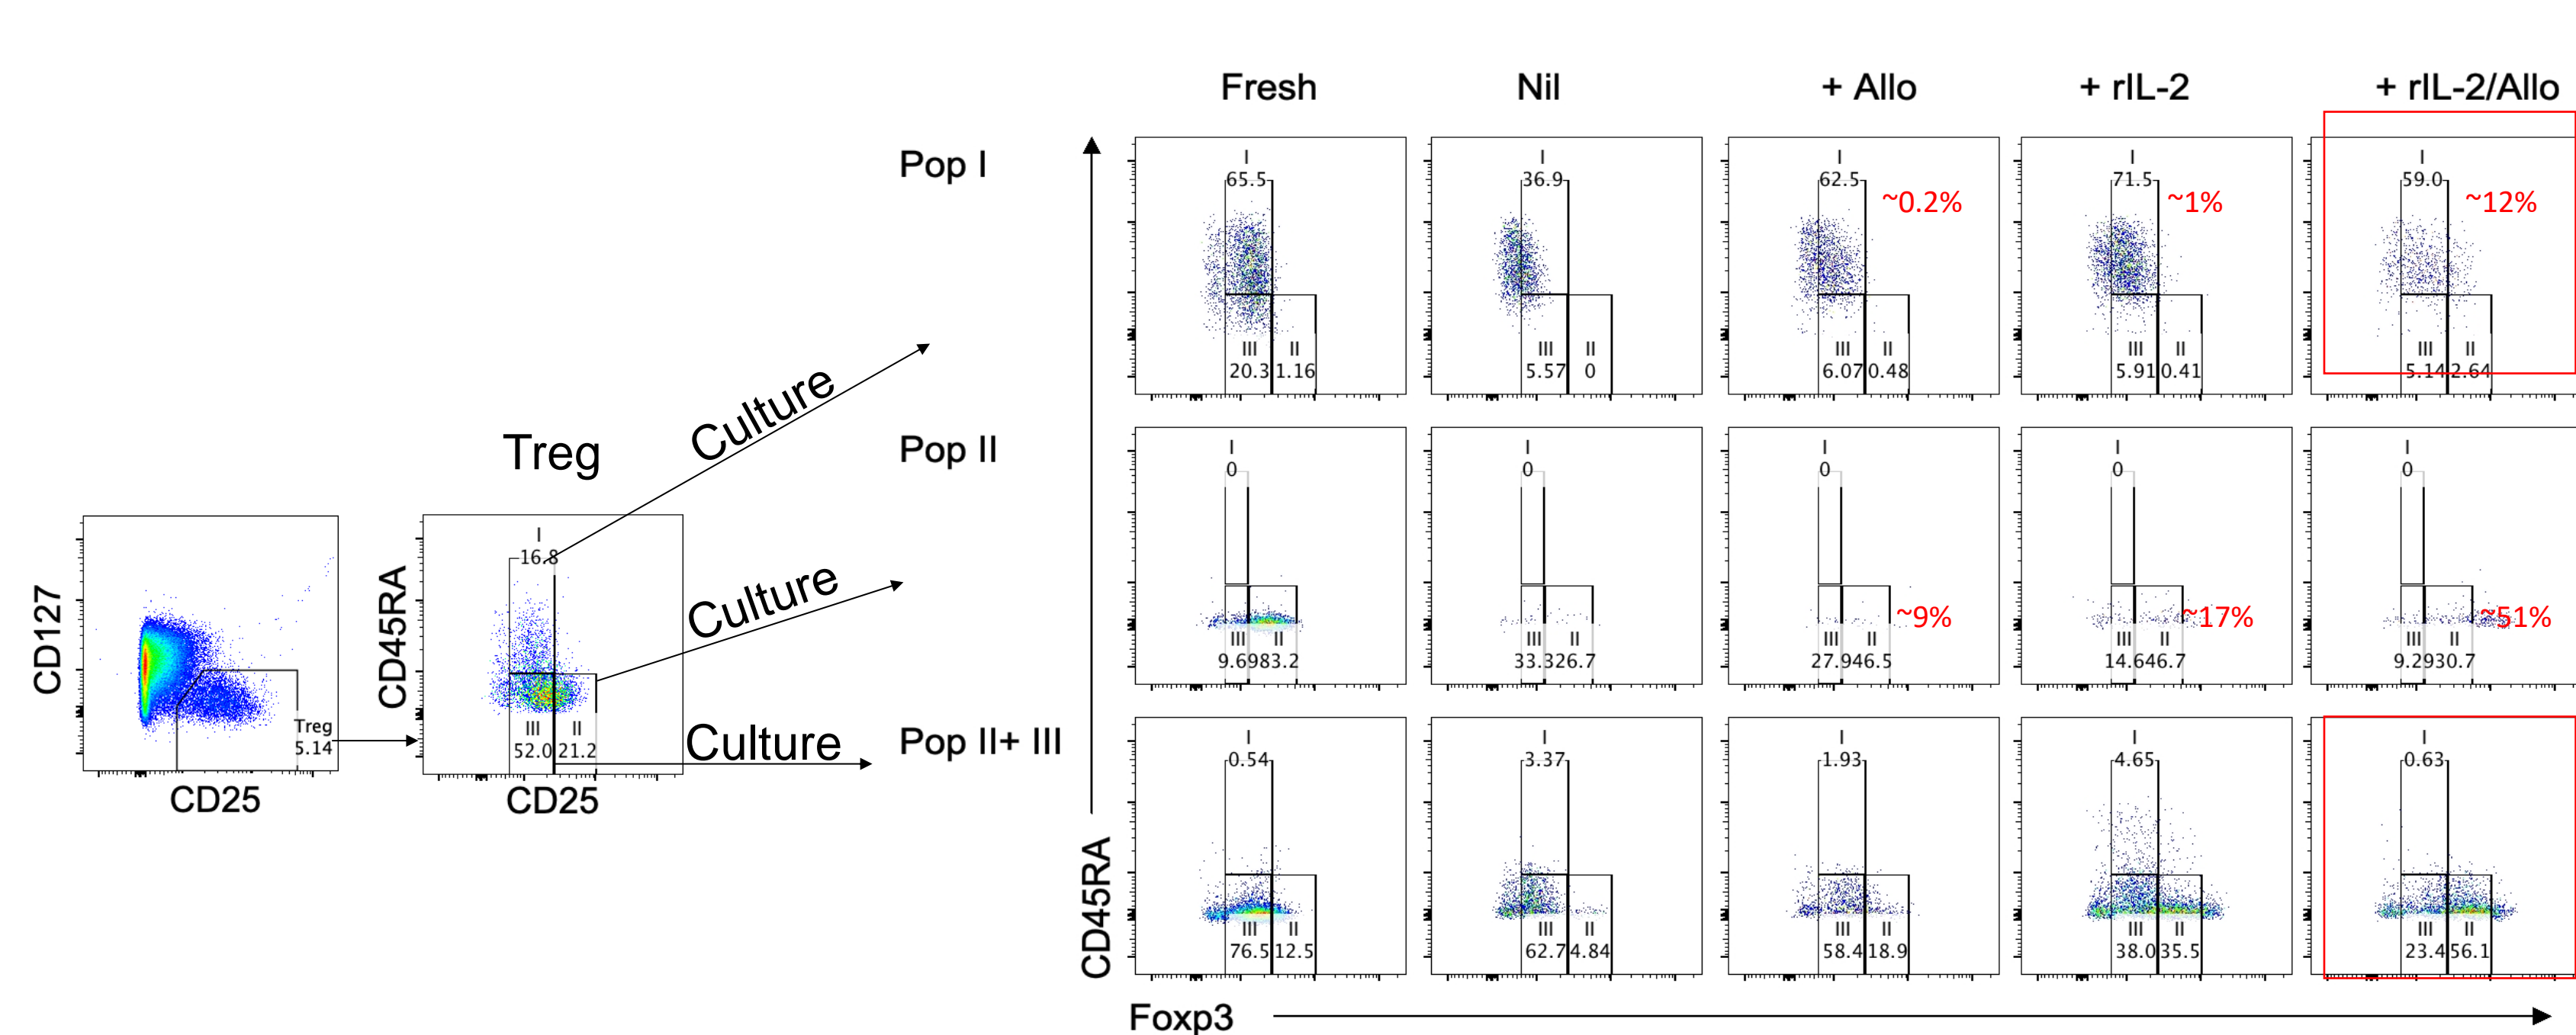 Fresh
Nil
+ Allo
+ rIL-2
+ rIL-2/Allo
Pop I
I
65.5
III
20.3
II
1.16
I
36.9
III
5.57
II
0
I
62.5
~0.2%
III
6.07
II
0.48
I
71.5
~1%
III
5.91
II
0.41
I
59.0
~12%
III
5.14
II
2.64
Culture
Pop II
I
0
III
9.69
II
83.2
I
0
III
33.3
II
26.7
I
0
~9%
III
27.9
II
46.5
I
0
~17%
III
14.6
II
46.7
I
0
~51%
III
9.29
II
30.7
Treg
Culture
CD127
Treg
5.14
CD25
CD45RA
I
16.8
III
52.0
II
21.2
CD25
Culture
Pop II+ III
I
0.54
III
76.5
II
12.5
I
3.37
III
62.7
II
4.84
I
1.93
III
58.4
II
18.9
I
4.65
III
38.0
II
35.5
I
0.63
III
23.4
II
56.1
CD45RA
Foxp3